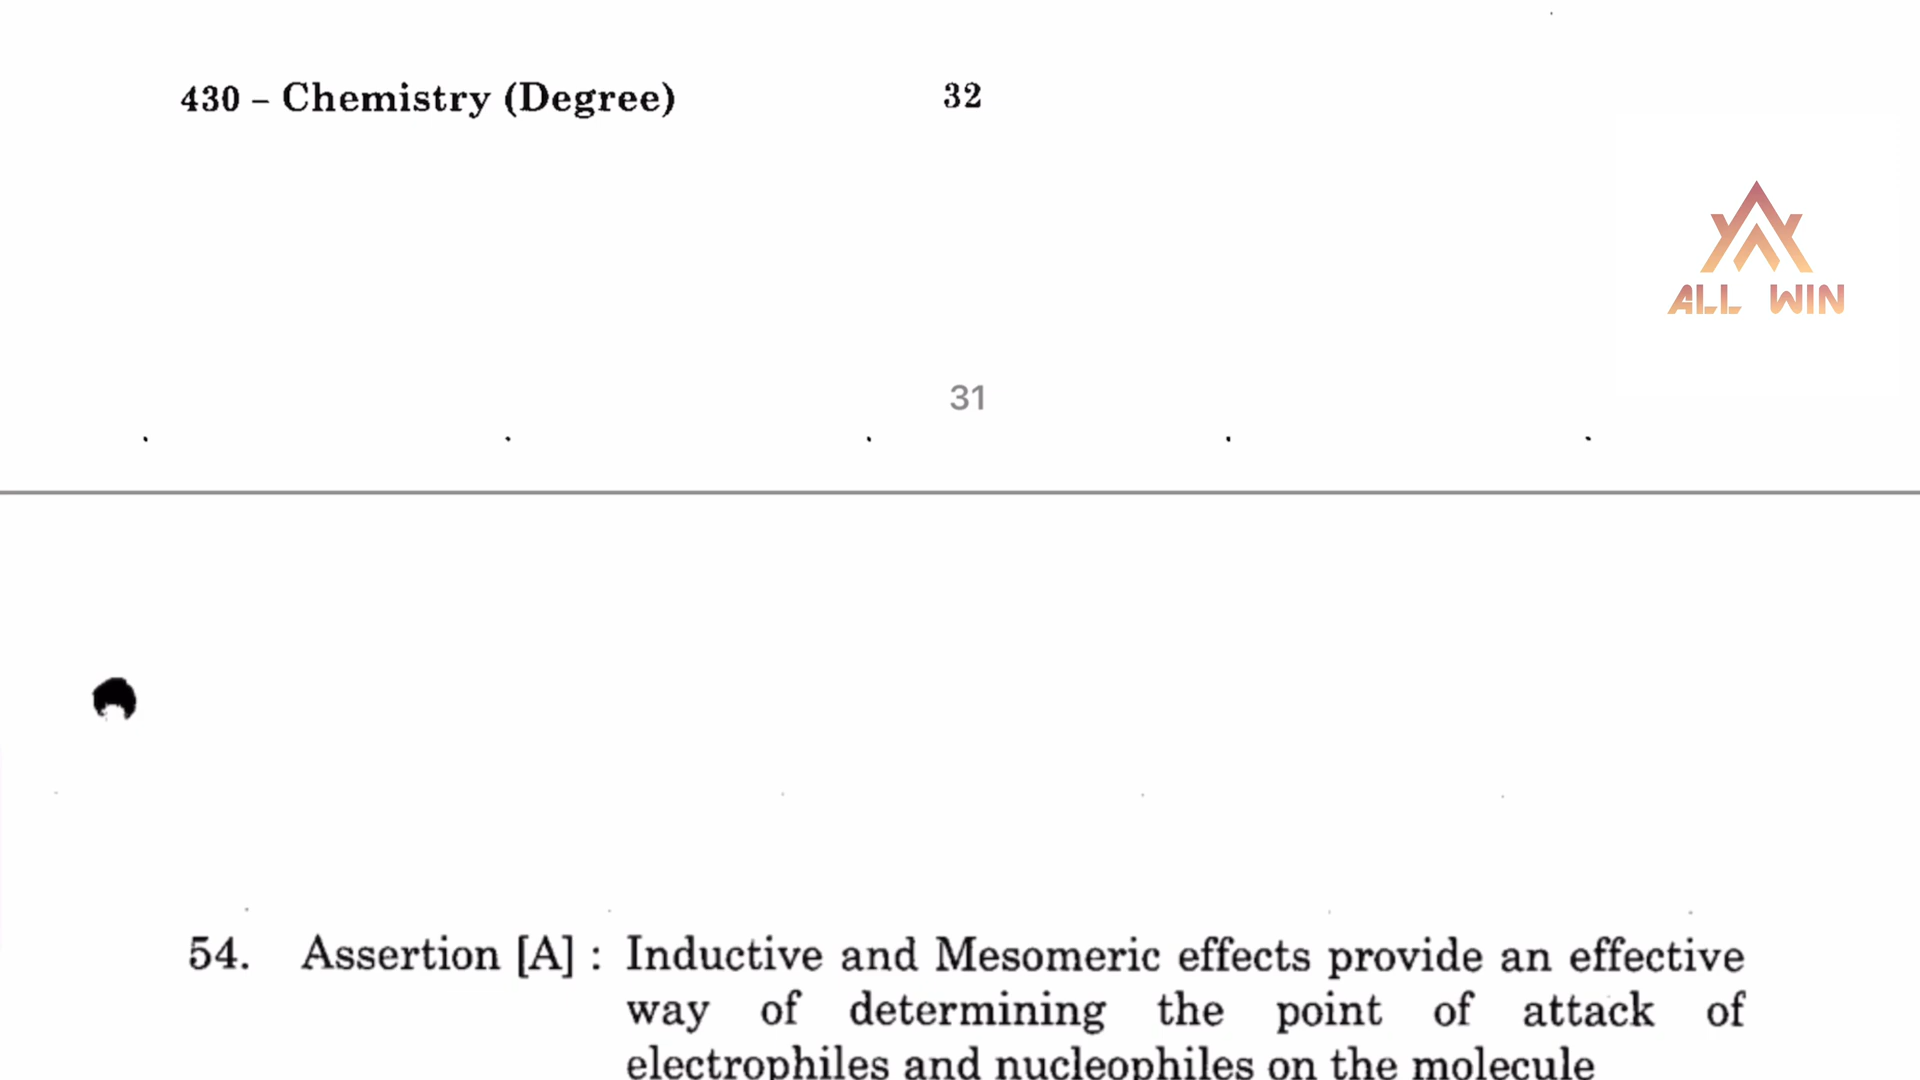 430 – Chemistry (Degree)
32
ALL WIN
31
54. Assertion [A] : Inductive and Mesomeric effects provide an effective
way of determining the point of attack of
electrophiles and nucleophiles on the molecule